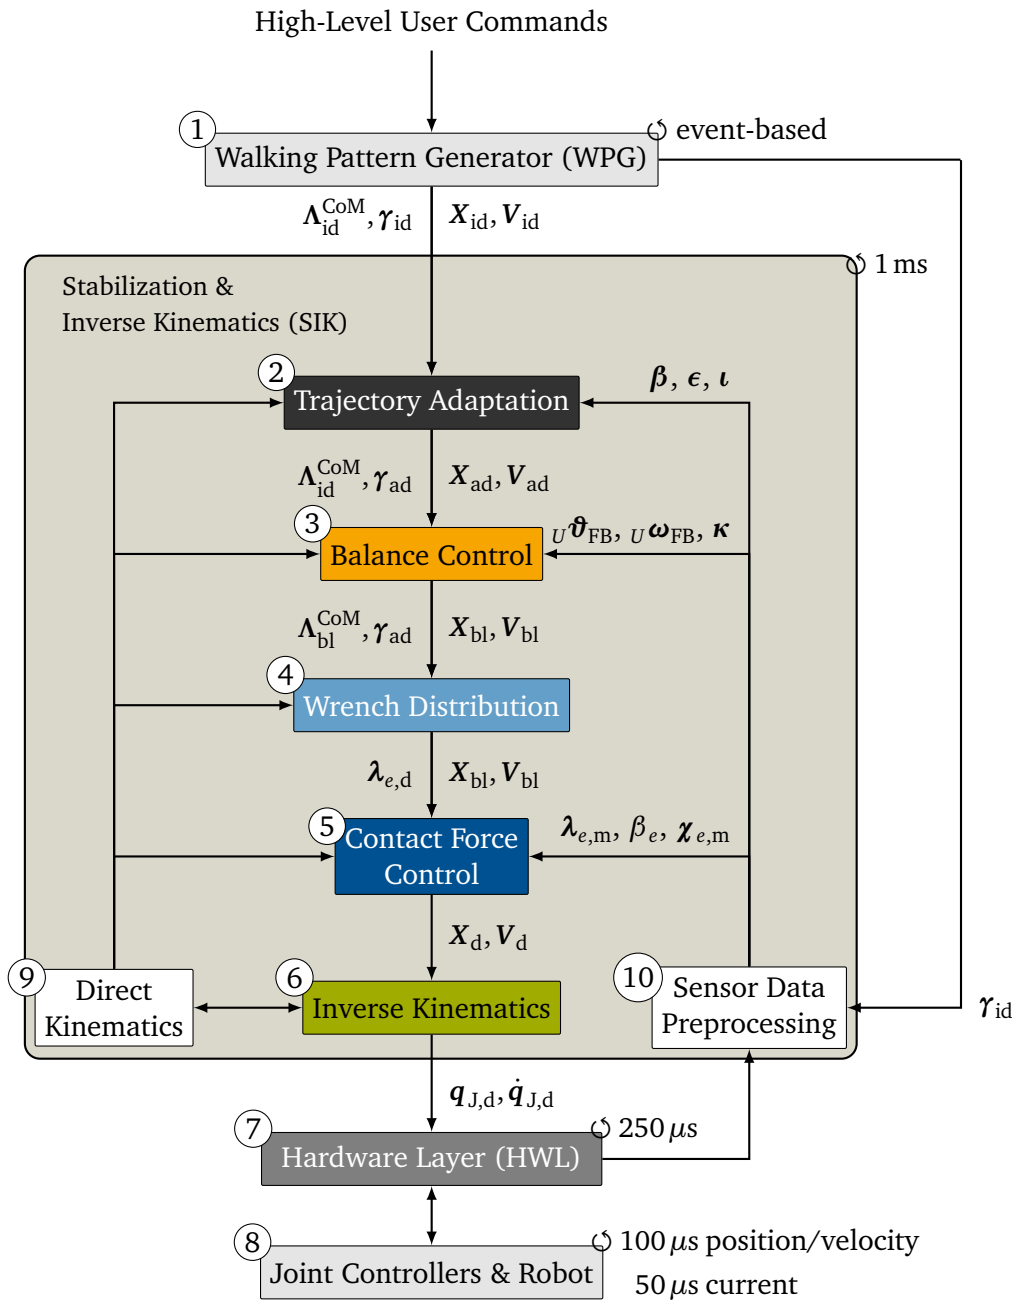 High-Level User Commands
1
event-based
Walking Pattern Generator (WPG)
Λ_id^CoM, γ_id X_id, V_id
1 ms
Stabilization &
Inverse Kinematics (SIK)
2
Trajectory Adaptation
β, ϵ, ι
Λ_id^CoM, γ_ad X_ad, V_ad
3
Balance Control
_Uϑ_FB, _Uω_FB, κ
Λ_bl^CoM, γ_ad X_bl, V_bl
4
Wrench Distribution
λ_e,d X_bl, V_bl
5
Contact Force
Control
λ_e,m, β_e, χ_e,m
X_d, V_d
9
Direct
Kinematics
6
Inverse Kinematics
10
Sensor Data
Preprocessing
γ_id
q_J,d, q̇_J,d
7
250 µs
Hardware Layer (HWL)
8
100 µs position/velocity
Joint Controllers & Robot
50 µs current